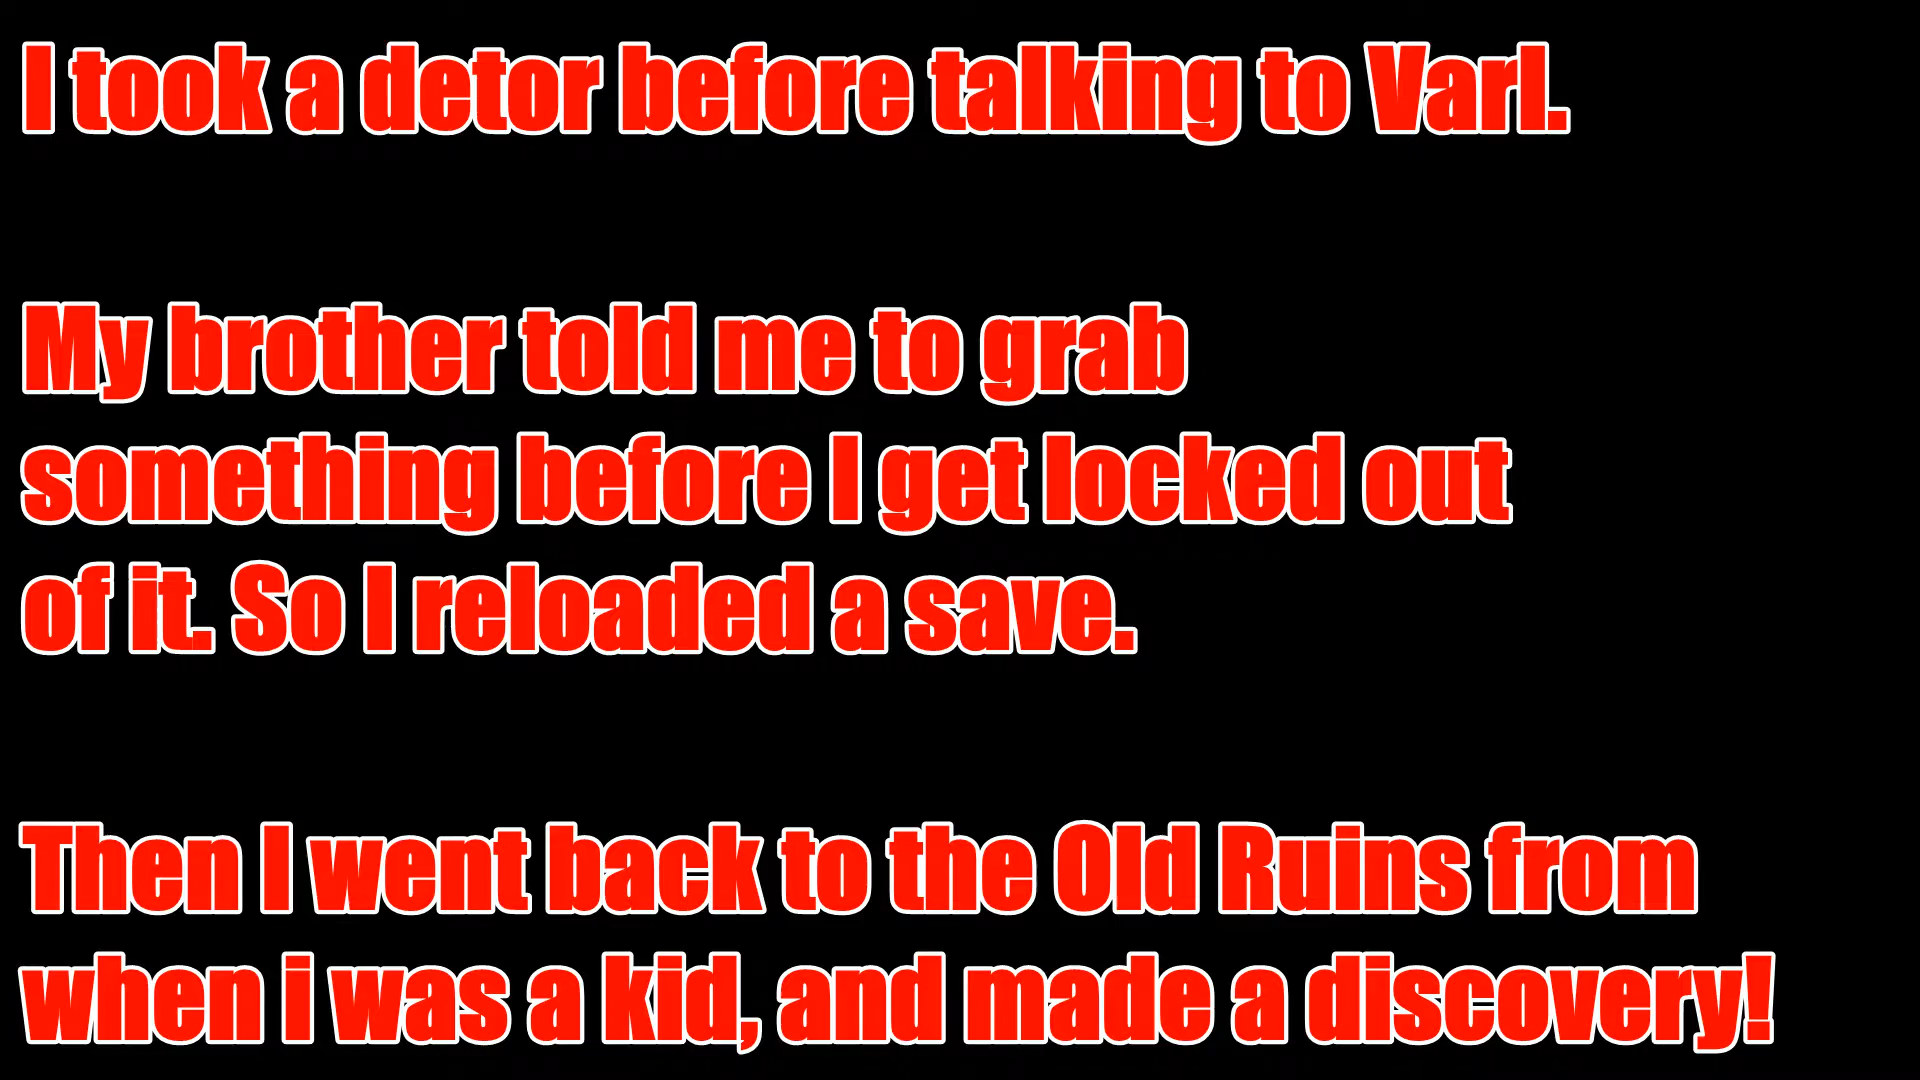 I took a detor before talking to Varl.
My brother told me to grab
something before I get locked out
of it. So I reloaded a save.
Then I went back to the Old Ruins from
when i was a kid, and made a discovery!